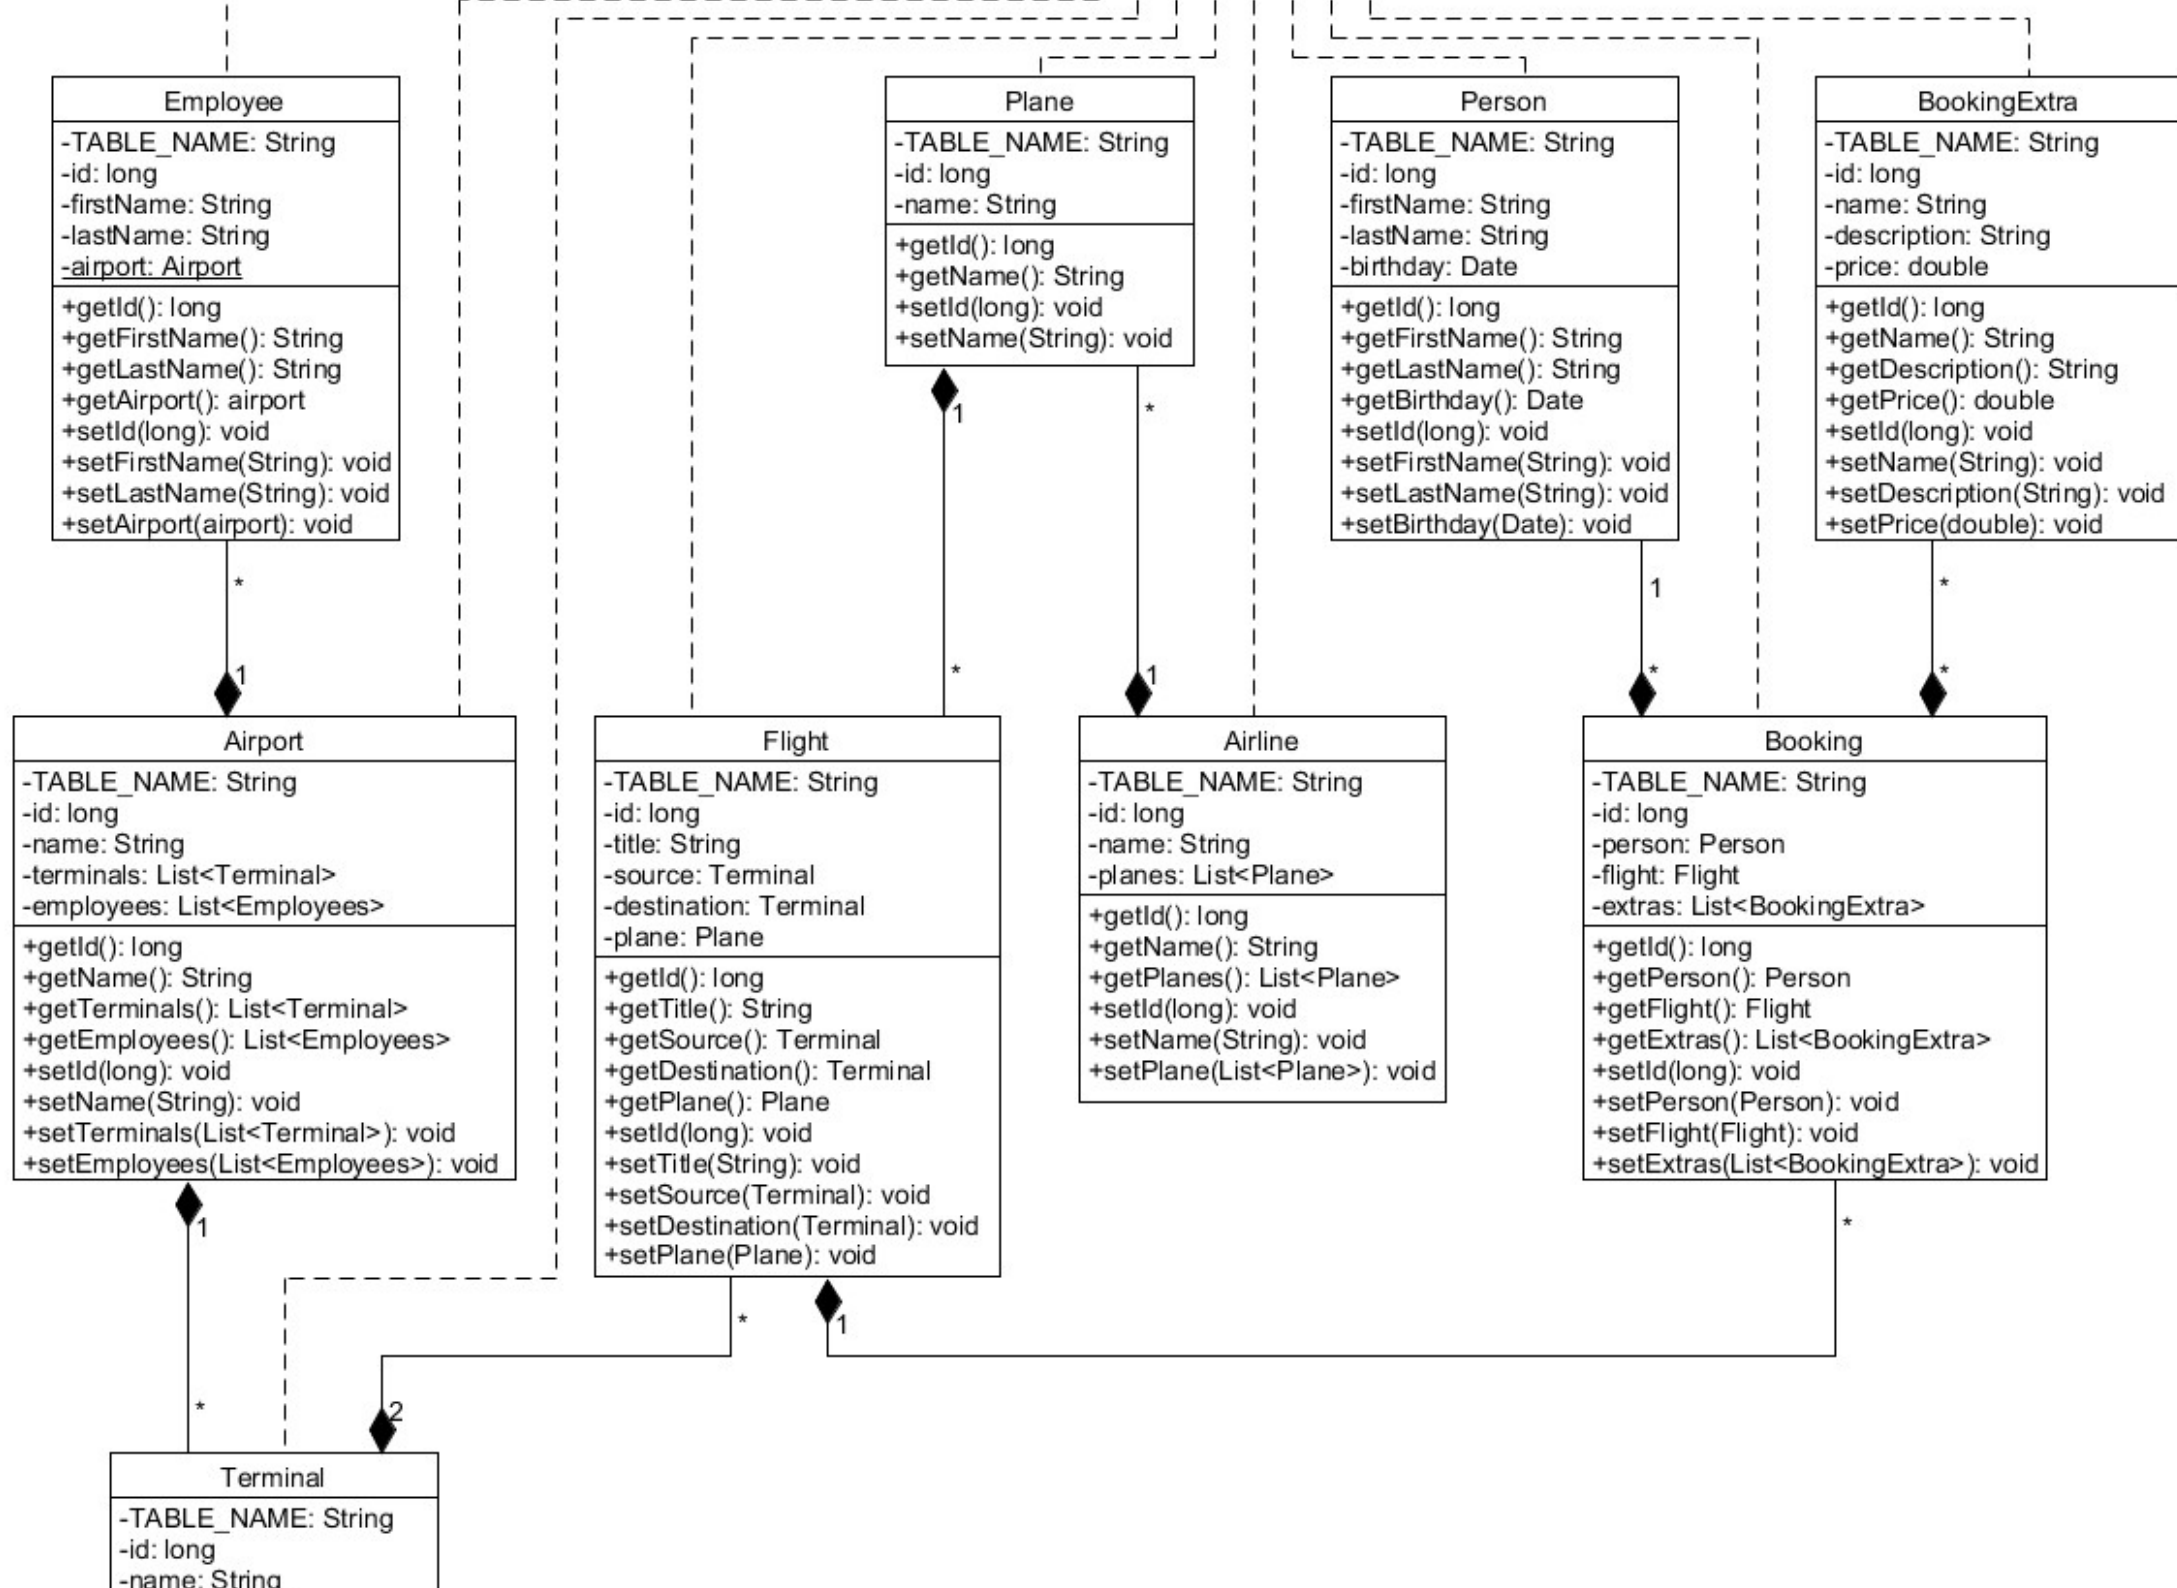 Employee
-TABLE_NAME: String
-id: long
-firstName: String
-lastName: String
-airport: Airport
+getId(): long
+getFirstName(): String
+getLastName(): String
+getAirport(): airport
+setId(long): void
+setFirstName(String): void
+setLastName(String): void
+setAirport(airport): void
Plane
-TABLE_NAME: String
-id: long
-name: String
+getId(): long
+getName(): String
+setId(long): void
+setName(String): void
Person
-TABLE_NAME: String
-id: long
-firstName: String
-lastName: String
-birthday: Date
+getId(): long
+getFirstName(): String
+getLastName(): String
+getBirthday(): Date
+setId(long): void
+setFirstName(String): void
+setLastName(String): void
+setBirthday(Date): void
BookingExtra
-TABLE_NAME: String
-id: long
-name: String
-description: String
-price: double
+getId(): long
+getName(): String
+getDescription(): String
+getPrice(): double
+setId(long): void
+setName(String): void
+setDescription(String): void
+setPrice(double): void
*
1
1
*
*
1
1
*
*
*
Airport
-TABLE_NAME: String
-id: long
-name: String
-terminals: List<Terminal>
-employees: List<Employees>
+getId(): long
+getName(): String
+getTerminals(): List<Terminal>
+getEmployees(): List<Employees>
+setId(long): void
+setName(String): void
+setTerminals(List<Terminal>): void
+setEmployees(List<Employees>): void
Flight
-TABLE_NAME: String
-id: long
-title: String
-source: Terminal
-destination: Terminal
-plane: Plane
+getId(): long
+getTitle(): String
+getSource(): Terminal
+getDestination(): Terminal
+getPlane(): Plane
+setId(long): void
+setTitle(String): void
+setSource(Terminal): void
+setDestination(Terminal): void
+setPlane(Plane): void
Airline
-TABLE_NAME: String
-id: long
-name: String
-planes: List<Plane>
+getId(): long
+getName(): String
+getPlanes(): List<Plane>
+setId(long): void
+setName(String): void
+setPlane(List<Plane>): void
Booking
-TABLE_NAME: String
-id: long
-person: Person
-flight: Flight
-extras: List<BookingExtra>
+getId(): long
+getPerson(): Person
+getFlight(): Flight
+getExtras(): List<BookingExtra>
+setId(long): void
+setPerson(Person): void
+setFlight(Flight): void
+setExtras(List<BookingExtra>): void
1
*
*
2
1
*
Terminal
-TABLE_NAME: String
-id: long
-name: String